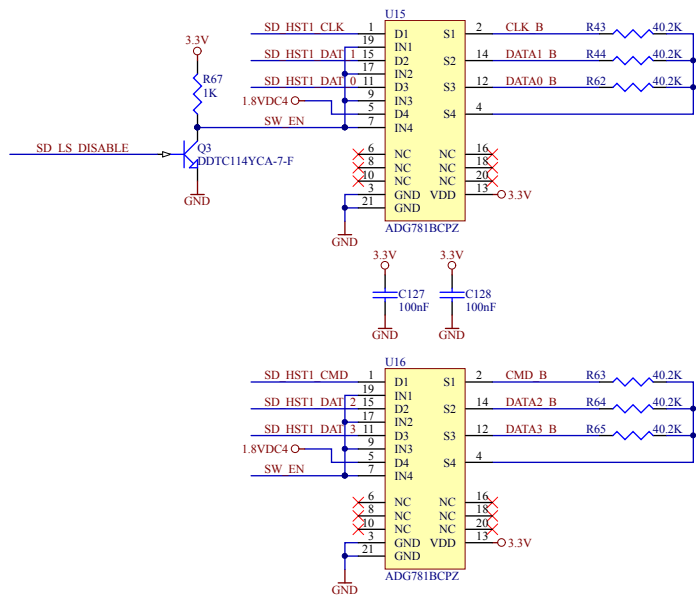 U15
SD_HST1_CLK 1 D1 S1 2 CLK_B R43 40.2K
19 IN1
3.3V
SD_HST1_DAT_1 15 D2 S2 14 DATA1_B R44 40.2K
17 IN2
R67
1K
SD_HST1_DAT_0 11 D3 S3 12 DATA0_B R62 40.2K
1.8VDC4 9 IN3
5 D4 S4 4
SW_EN 7 IN4
SD_LS_DISABLE
Q3
DDTC114YCA-7-F
6 NC NC 16
8 NC NC 18
10 NC NC 20
3 GND VDD 13 3.3V
21 GND
GND
ADG781BCPZ
GND
3.3V 3.3V
C127 C128
100nF 100nF
GND GND
U16
SD_HST1_CMD 1 D1 S1 2 CMD_B R63 40.2K
19 IN1
SD_HST1_DAT_2 15 D2 S2 14 DATA2_B R64 40.2K
17 IN2
SD_HST1_DAT_3 11 D3 S3 12 DATA3_B R65 40.2K
1.8VDC4 9 IN3
5 D4 S4 4
SW_EN 7 IN4
6 NC NC 16
8 NC NC 18
10 NC NC 20
3 GND VDD 13 3.3V
21 GND
ADG781BCPZ
GND